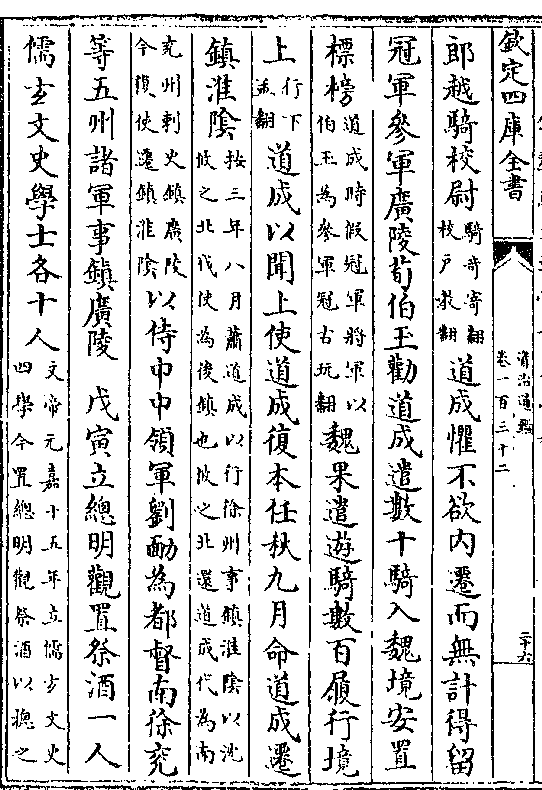 欽定四庫全書
資治通鑑
卷一百三十二
二十六
郎越騎校尉騎奇寄翻校戶教翻道成懼不欲内遷而無計得留
冠軍參軍廣陵荀伯玉勸道成遣數十騎入魏境安置
標榜道成時假冠軍將軍以伯玉為參軍冠古玩翻魏果遣遊騎數百履行境
上行下孟翻道成以聞上使道成復本任秋九月命道成遷
鎮淮陰按三年八月蕭道成以行徐州事鎮淮陰以沈攸之北伐使為後鎮也攸之北還道成代為南
兖州刺史鎮廣陵今復使還鎮淮陰以侍中中領軍劉勔為都督南徐兖
等五州諸軍事鎮廣陵 戊寅立總明觀置祭酒一人
儒玄文史學士各十人文帝元嘉十五年立儒玄文史四學今置總明觀祭酒以揔之